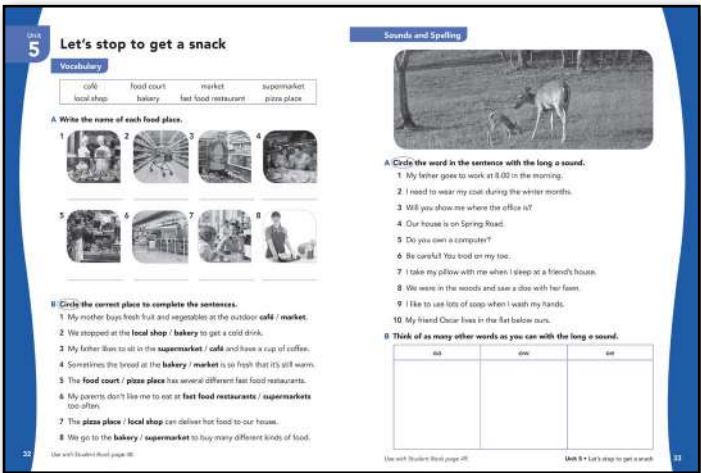 Unit
5
Let's stop to get a snack
Vocabulary
café food court market supermarket
local shop bakery fast food restaurant pizza place
A Write the name of each food place.
1 2 3 4
5 6 7 8
B Circle the correct place to complete the sentences.
1 My mother buys fresh fruit and vegetables at the outdoor café / market.
2 We stopped at the local shop / bakery to get a cold drink.
3 My father likes to sit in the supermarket / café and have a cup of coffee.
4 Sometimes the bread at the bakery / market is so fresh that it's still warm.
5 The food court / pizza place has several different fast food restaurants.
6 My parents don't like me to eat at fast food restaurants / supermarkets
too often.
7 The pizza place / local shop can deliver hot food to our house.
8 We go to the bakery / supermarket to buy many different kinds of food.
32
Use with Student Book page 48.
Sounds and Spelling
A Circle the word in the sentence with the long o sound.
1 My father goes to work at 8.00 in the morning.
2 I need to wear my coat during the winter months.
3 Will you show me where the office is?
4 Our house is on Spring Road.
5 Do you own a computer?
6 Be careful! You trod on my toe.
7 I take my pillow with me when I sleep at a friend's house.
8 We were in the woods and saw a doe with her fawn.
9 I like to use lots of soap when I wash my hands.
10 My friend Oscar lives in the flat below ours.
B Think of as many other words as you can with the long o sound.
oa ow oe
Use with Student Book page 49.
Unit 5 • Let's stop to get a snack 33